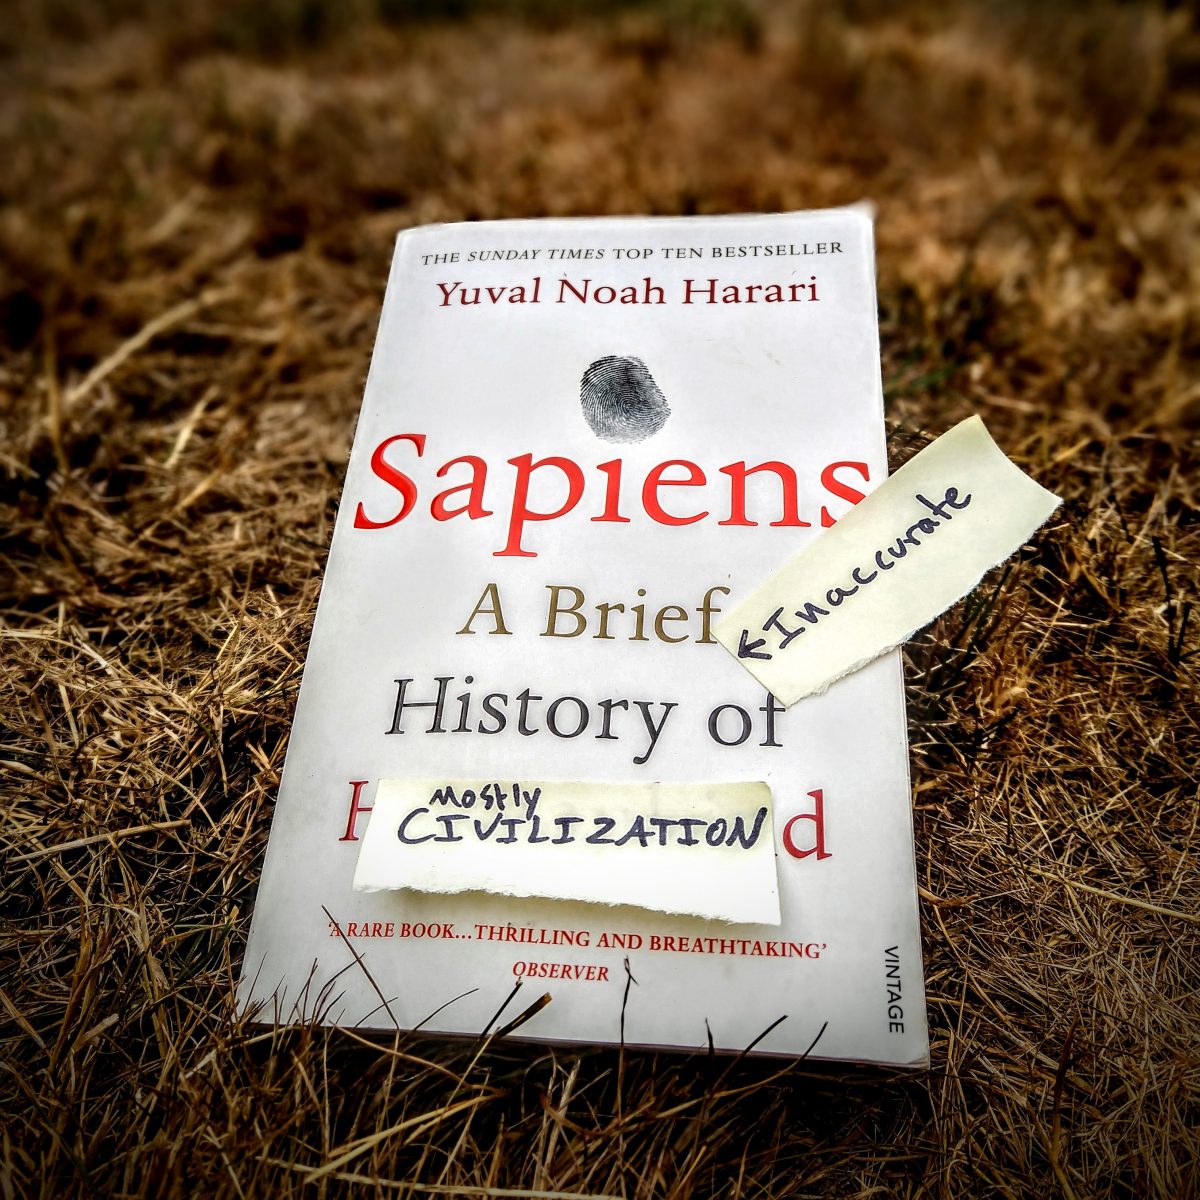 THE SUNDAY TIMES TOP TEN BESTSELLER
Yuval Noah Harari
Sapiens
A Brief
← Inaccurate
History of
mostly
CIVILIZATION
'A RARE BOOK...THRILLING AND BREATHTAKING'
OBSERVER
VINTAGE